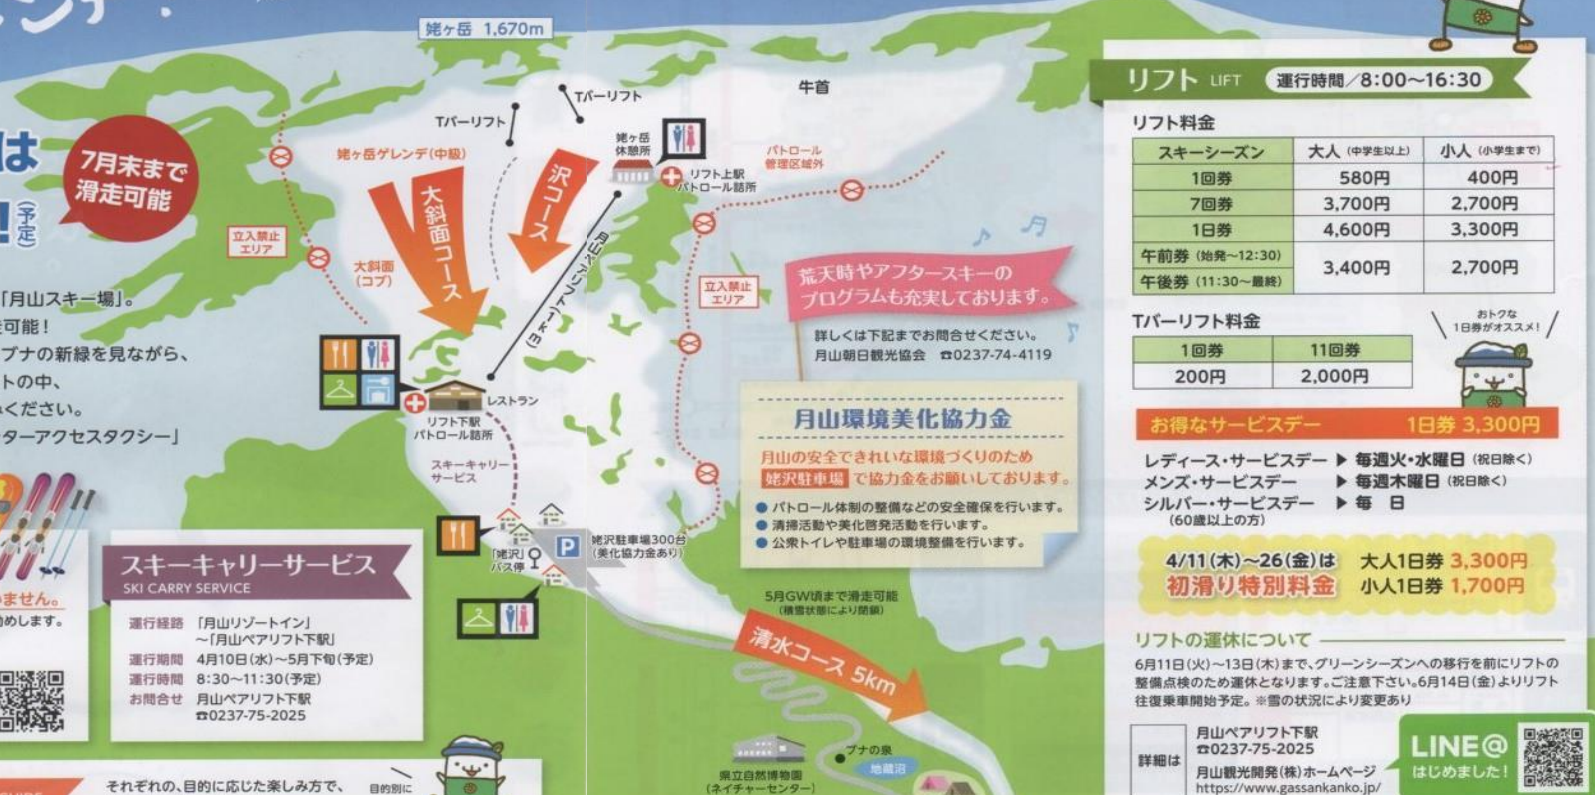 姥ヶ岳 1,670m
7月末まで
滑走可能
は
(予定)
「月山スキー場」。
可能!
ブナの新緑を見ながら、
トの中、
ください。
ターアクセスタクシー」
ません。
めします。
スキーキャリーサービス
SKI CARRY SERVICE
運行経路 「月山リゾートイン」
〜「月山ペアリフト下駅」
運行期間 4月10日(水)〜5月下旬(予定)
運行時間 8:30〜11:30(予定)
お問合せ 月山ペアリフト下駅
☎0237-75-2025
それぞれの、目的に応じた楽しみ方で、
目的別に
Tバーリフト
Tバーリフト
牛首
姥ヶ岳
休憩所
姥ヶ岳ゲレンデ(中級)
大斜面コース
沢コース
リフト上駅
パトロール詰所
パトロール
管理区域外
立入禁止
エリア
大斜面
(コブ)
月山ペアリフト(1km)
立入禁止
エリア
レストラン
リフト下駅
パトロール詰所
スキーキャリー
サービス
「姥沢」
バス停
P
姥沢駐車場300台
(美化協力金あり)
荒天時やアフタースキーの
プログラムも充実しております。
詳しくは下記までお問合せください。
月山朝日観光協会 ☎0237-74-4119
月山環境美化協力金
月山の安全できれいな環境づくりのため
姥沢駐車場 で協力金をお願いしております。
● パトロール体制の整備などの安全確保を行います。
● 清掃活動や美化啓発活動を行います。
● 公衆トイレや駐車場の環境整備を行います。
5月GW頃まで滑走可能
(積雪状態により閉鎖)
清水コース 5km
県立自然博物園
(ネイチャーセンター)
ブナの泉
地蔵沼
リフト LIFT 運行時間/8:00〜16:30
リフト料金
スキーシーズン 大人(中学生以上) 小人(小学生まで)
1回券 580円 400円
7回券 3,700円 2,700円
1日券 4,600円 3,300円
午前券(始発〜12:30)
午後券(11:30〜最終)
3,400円 2,700円
Tバーリフト料金
1回券 11回券
200円 2,000円
おトクな
1日券がオススメ!
お得なサービスデー 1日券 3,300円
レディース・サービスデー ▶ 毎週火・水曜日(祝日除く)
メンズ・サービスデー ▶ 毎週木曜日(祝日除く)
シルバー・サービスデー ▶ 毎 日
(60歳以上の方)
4/11(木)〜26(金)は 大人1日券 3,300円
初滑り特別料金 小人1日券 1,700円
リフトの運休について
6月11日(火)〜13日(木)まで、グリーンシーズンへの移行を前にリフトの
整備点検のため運休となります。ご注意下さい。6月14日(金)よりリフト
往復乗車開始予定。※雪の状況により変更あり
詳細は
月山ペアリフト下駅
☎0237-75-2025
月山観光開発(株)ホームページ
https://www.gassankanko.jp/
LINE@
はじめました!